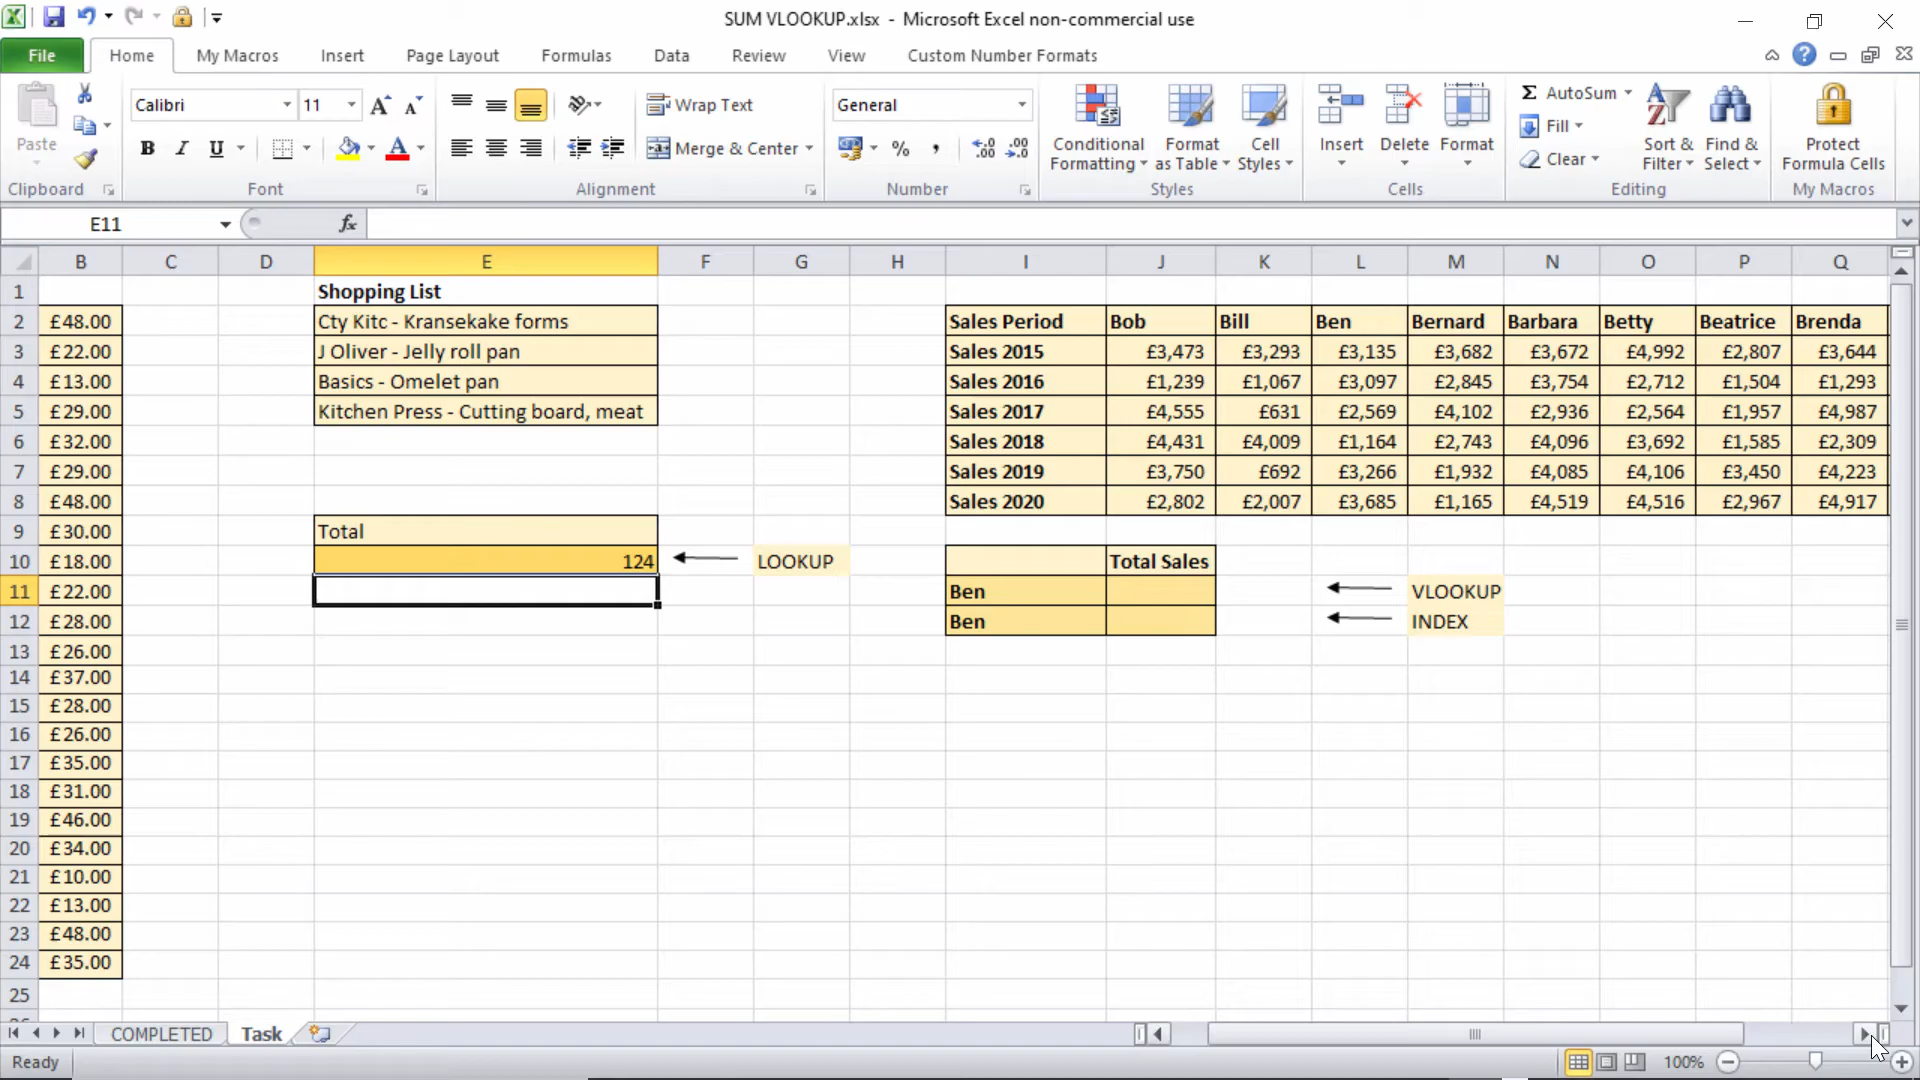 SUM VLOOKUP.xlsx - Microsoft Excel non-commercial use
File Home My Macros Insert Page Layout Formulas Data Review View Custom Number Formats
Paste
Clipboard
Calibri 11
B I U
Font
Wrap Text
Merge & Center
Alignment
General
% ,
Number
Conditional Formatting
Format as Table
Cell Styles
Styles
Insert Delete Format
Cells
Σ AutoSum
Fill
Clear
Sort & Filter
Find & Select
Editing
Protect Formula Cells
My Macros
E11 fx
B C D E F G H I J K L M N O P Q
1 Shopping List
2 £48.00 Cty Kitc - Kransekake forms Sales Period Bob Bill Ben Bernard Barbara Betty Beatrice Brenda
3 £22.00 J Oliver - Jelly roll pan Sales 2015 £3,473 £3,293 £3,135 £3,682 £3,672 £4,992 £2,807 £3,644
4 £13.00 Basics - Omelet pan Sales 2016 £1,239 £1,067 £3,097 £2,845 £3,754 £2,712 £1,504 £1,293
5 £29.00 Kitchen Press - Cutting board, meat Sales 2017 £4,555 £631 £2,569 £4,102 £2,936 £2,564 £1,957 £4,987
6 £32.00 Sales 2018 £4,431 £4,009 £1,164 £2,743 £4,096 £3,692 £1,585 £2,309
7 £29.00 Sales 2019 £3,750 £692 £3,266 £1,932 £4,085 £4,106 £3,450 £4,223
8 £48.00 Sales 2020 £2,802 £2,007 £3,685 £1,165 £4,519 £4,516 £2,967 £4,917
9 £30.00 Total
10 £18.00 124 LOOKUP Total Sales
11 £22.00 Ben VLOOKUP
12 £28.00 Ben INDEX
13 £26.00
14 £37.00
15 £28.00
16 £26.00
17 £35.00
18 £31.00
19 £46.00
20 £34.00
21 £10.00
22 £13.00
23 £48.00
24 £35.00
25
COMPLETED Task
Ready 100%